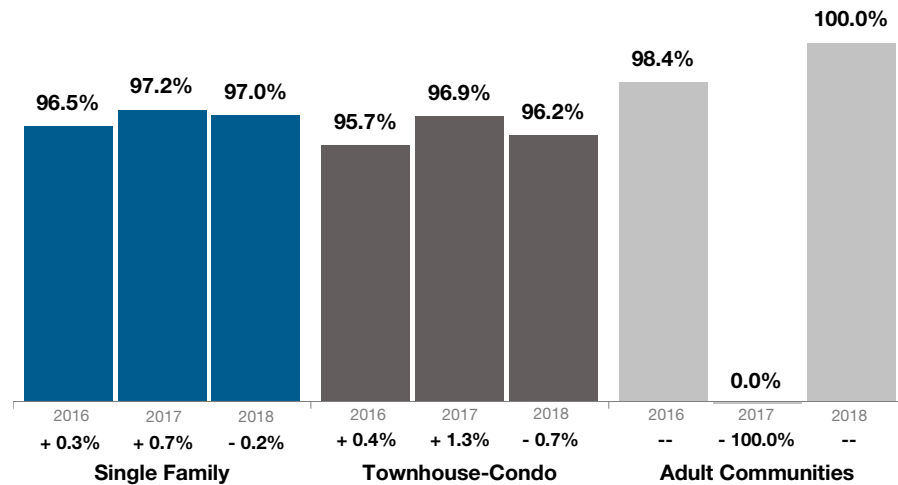 100.0%
98.4%
96.5% 97.2% 97.0% 95.7% 96.9% 96.2%
0.0%
2016 2017 2018 2016 2017 2018 2016 2017 2018
+ 0.3% + 0.7% - 0.2% + 0.4% + 1.3% - 0.7% -- - 100.0% --
Single Family Townhouse-Condo Adult Communities